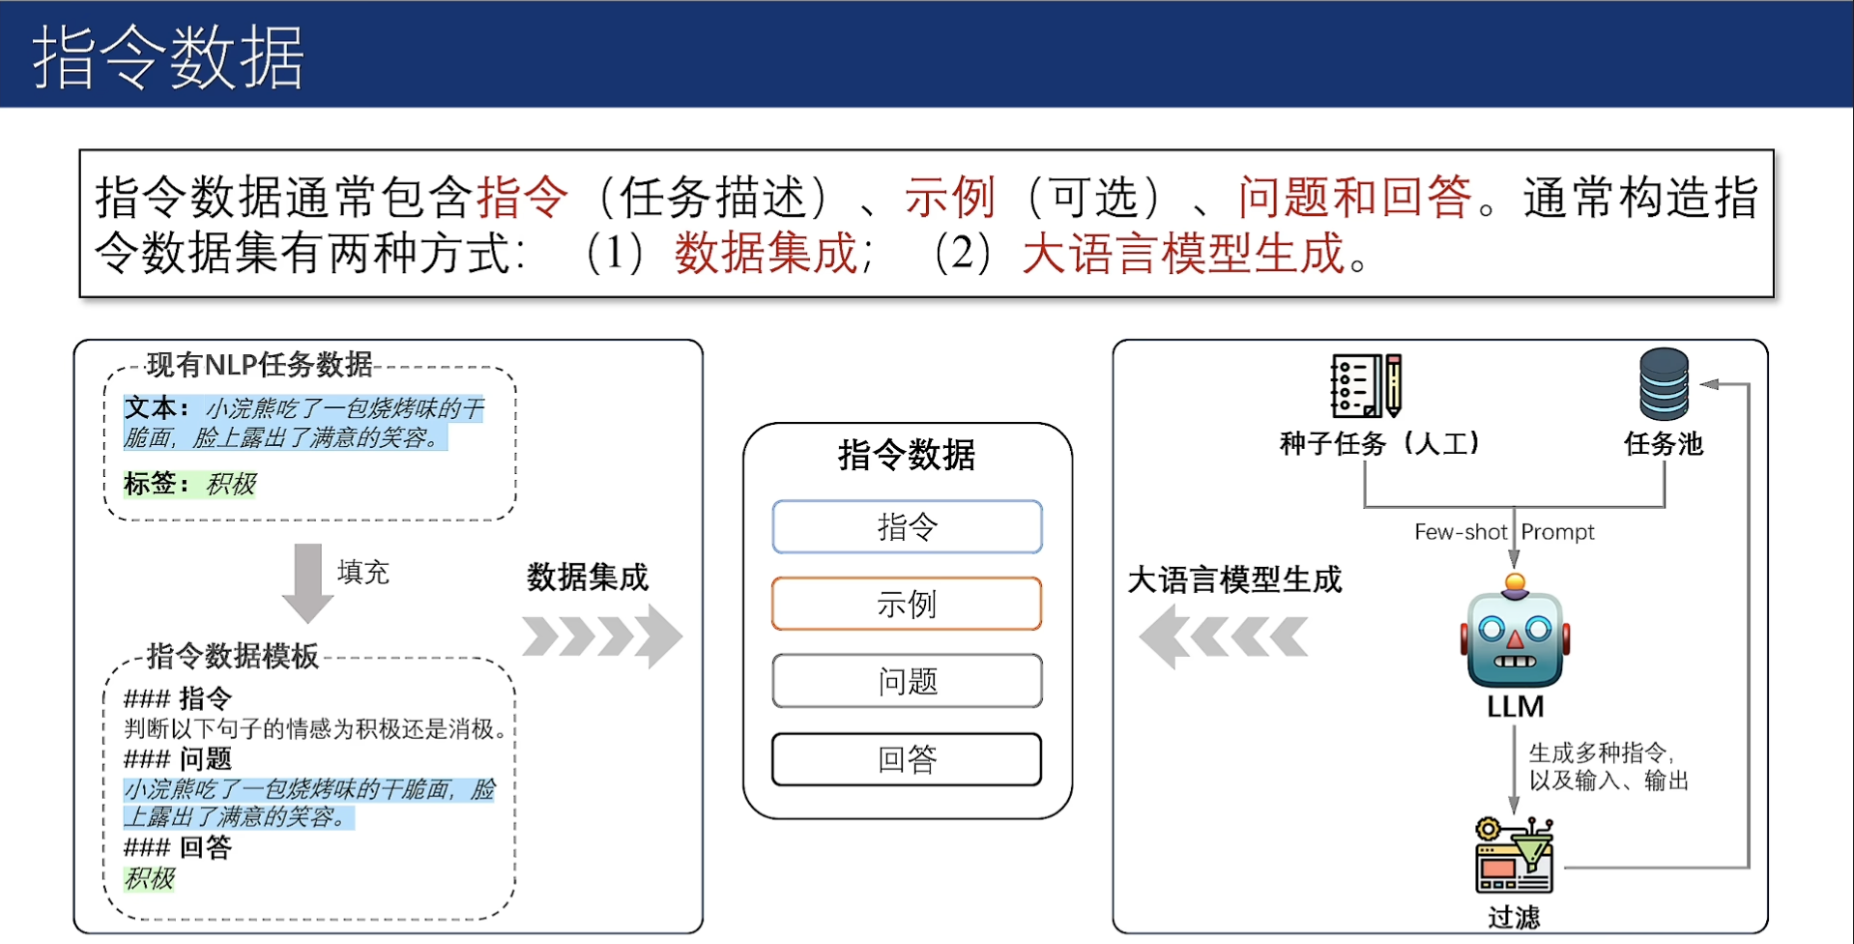 指令数据
指令数据通常包含指令（任务描述）、示例（可选）、问题和回答。通常构造指
令数据集有两种方式：（1）数据集成；（2）大语言模型生成。
现有NLP任务数据
文本：小浣熊吃了一包烧烤味的干
脆面，脸上露出了满意的笑容。
标签：积极
填充
指令数据模板
### 指令
判断以下句子的情感为积极还是消极。
### 问题
小浣熊吃了一包烧烤味的干脆面，脸
上露出了满意的笑容。
### 回答
积极
数据集成
指令数据
指令
示例
问题
回答
大语言模型生成
种子任务（人工）
任务池
Few-shot Prompt
LLM
生成多种指令，
以及输入、输出
过滤